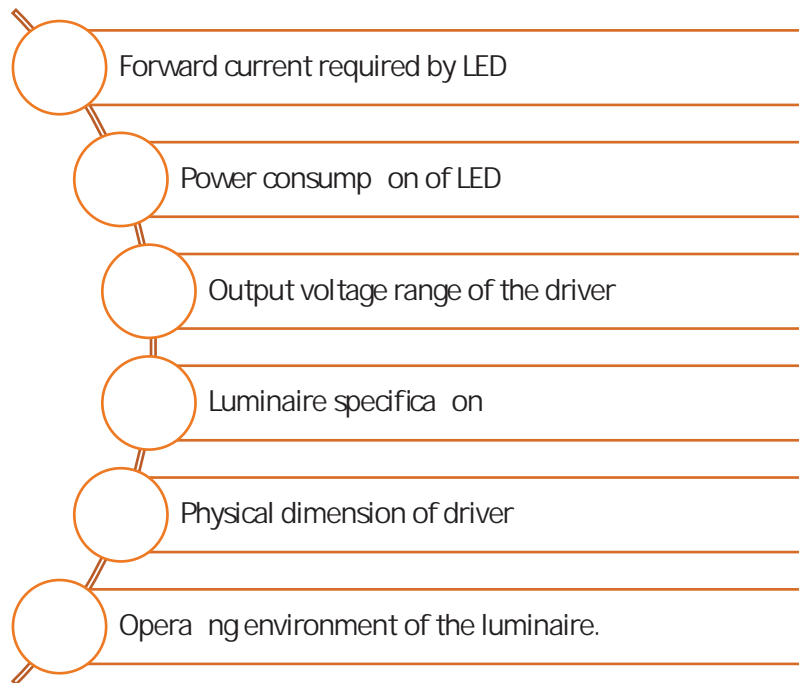 Forward current required by LED
Power consump on of LED
Output voltage range of the driver
Luminaire specifica on
Physical dimension of driver
Opera ng environment of the luminaire.